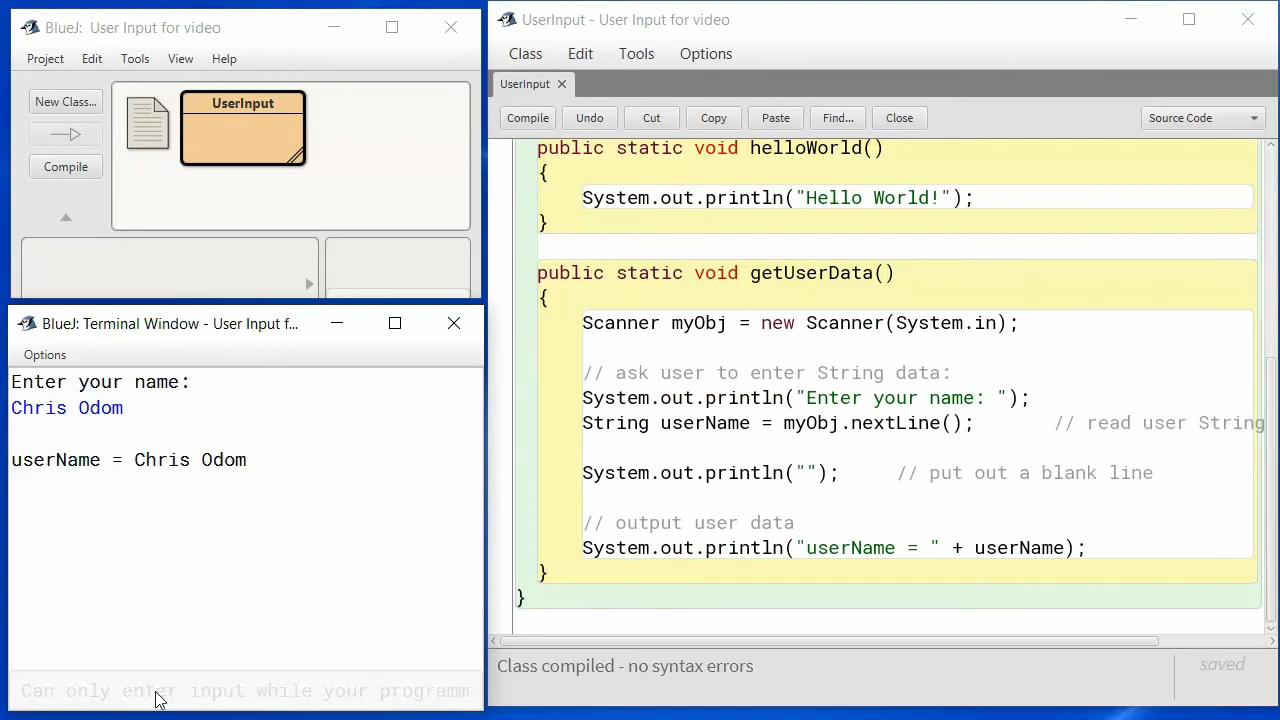 BlueJ: User Input for video
Project Edit Tools View Help
New Class...
Compile
UserInput
BlueJ: Terminal Window - User Input f...
Options
Enter your name:
Chris Odom
userName = Chris Odom
Can only enter input while your programm
UserInput - User Input for video
Class Edit Tools Options
UserInput
Compile Undo Cut Copy Paste Find... Close Source Code
public static void helloWorld()
{
System.out.println("Hello World!");
}
public static void getUserData()
{
Scanner myObj = new Scanner(System.in);
// ask user to enter String data:
System.out.println("Enter your name: ");
String userName = myObj.nextLine(); // read user String
System.out.println(""); // put out a blank line
// output user data
System.out.println("userName = " + userName);
}
}
Class compiled - no syntax errors
saved